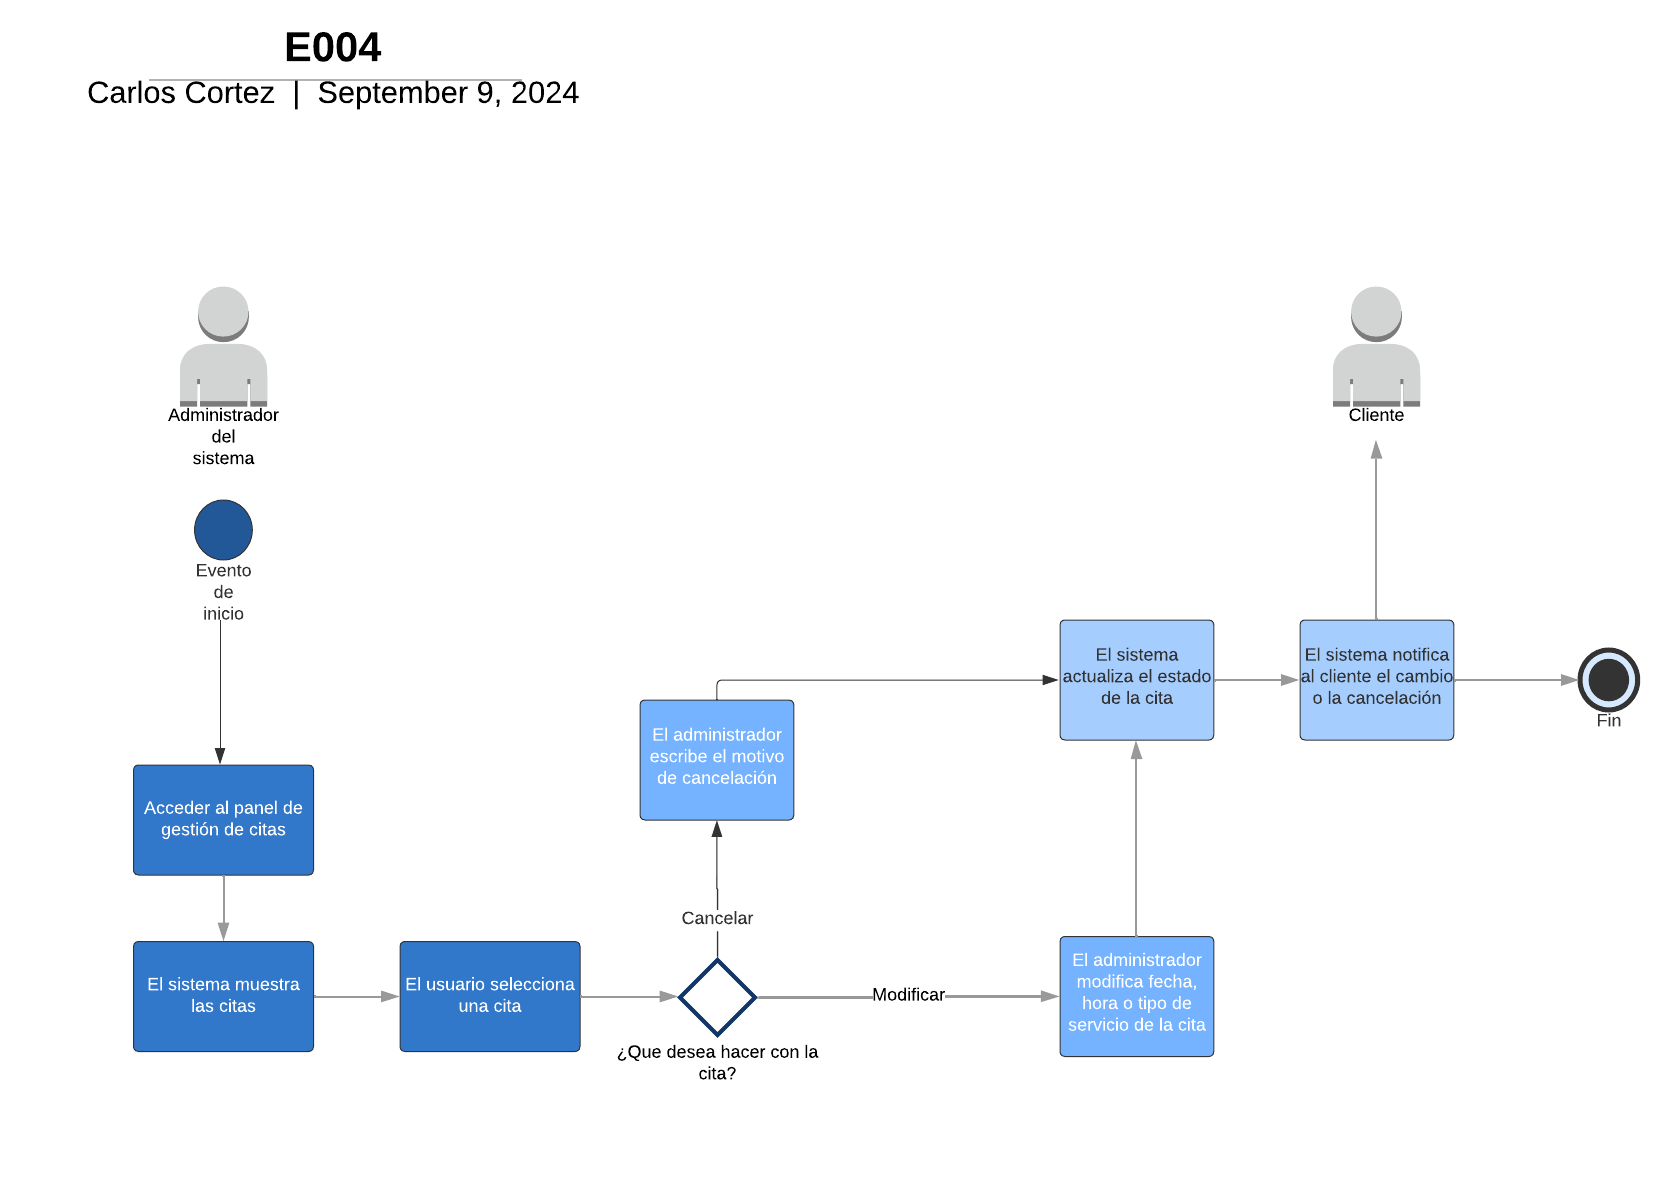 E004
Carlos Cortez | September 9, 2024
Administrador
del
sistema
Cliente
Evento
de
inicio
El sistema
actualiza el estado
de la cita
El sistema notifica
al cliente el cambio
o la cancelación
Fin
El administrador
escribe el motivo
de cancelación
Acceder al panel de
gestión de citas
Cancelar
El sistema muestra
las citas
El usuario selecciona
una cita
Modificar
El administrador
modifica fecha,
hora o tipo de
servicio de la cita
¿Que desea hacer con la
cita?